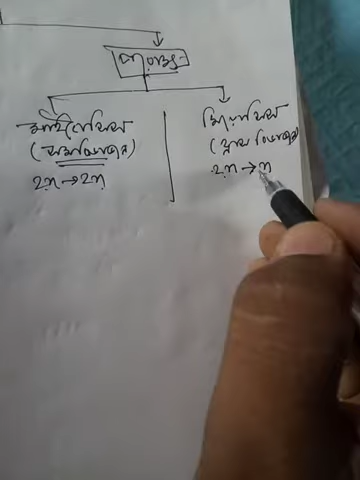 মাইটোসিস
(সমবিভাজন)
2n → 2n
মিয়োসিস
(হ্রাস বিভাজন)
2n → n